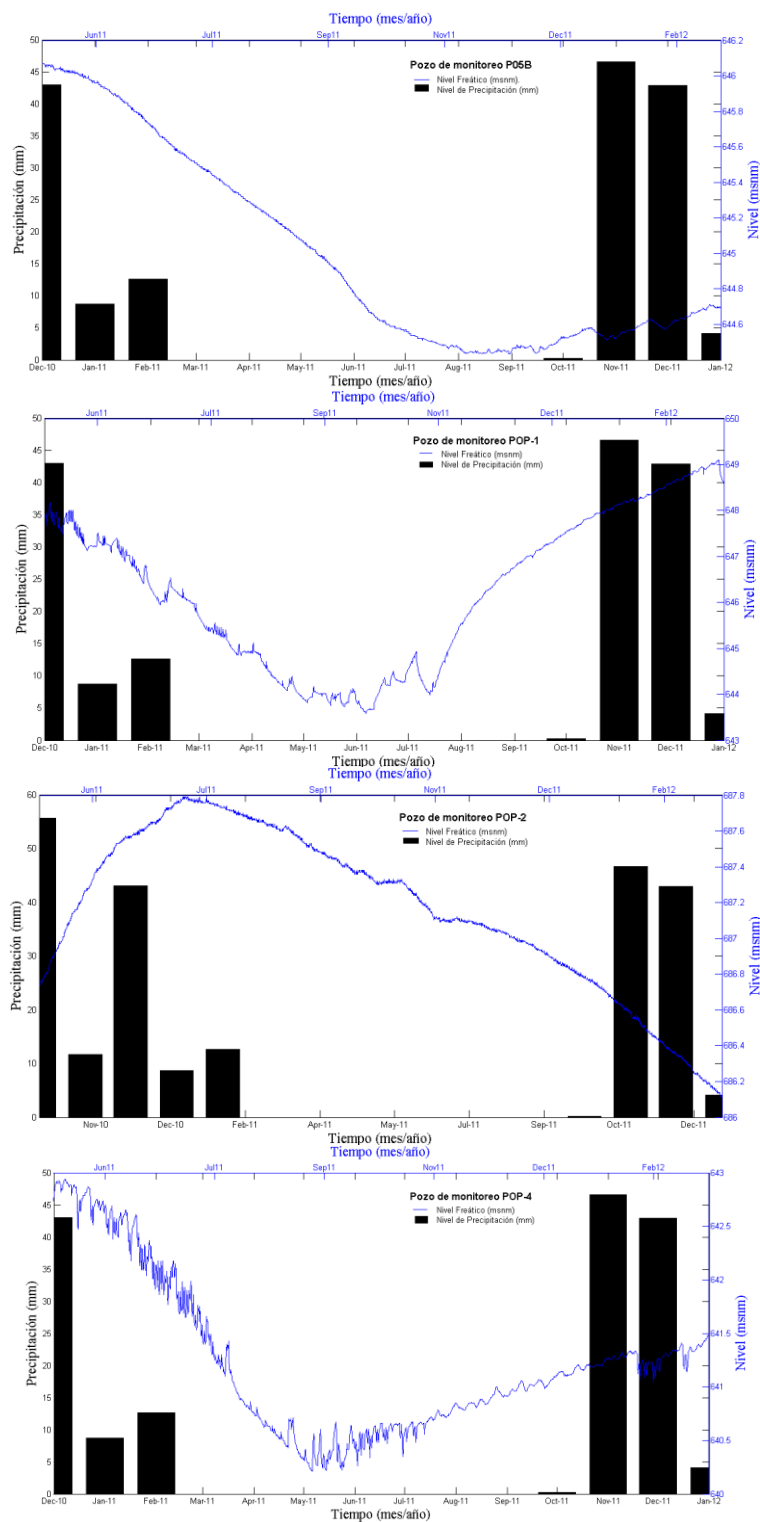 Tiempo (mes/año)
Jun11 Jul11 Sep11 Nov11 Dec11 Feb12
50 646.2
Pozo de monitoreo P05B
Nivel Freático (msnm).
Nivel de Precipitación (mm)
45 646
40 645.8
35
30 645.6
25 645.4
20 645.2
15 645
10 644.8
5 644.6
0
Precipitación (mm)
Nivel (msnm)
Dec-10 Jan-11 Feb-11 Mar-11 Apr-11 May-11 Jun-11 Jul-11 Aug-11 Sep-11 Oct-11 Nov-11 Dec-11 Jan-12
Tiempo (mes/año)
Tiempo (mes/año)
Jun11 Jul11 Sep11 Nov11 Dec11 Feb12
50 650
Pozo de monitoreo POP-1
Nivel Freático (msnm)
Nivel de Precipitación (mm)
45 649
40
35 648
30 647
25
20 646
15 645
10
5 644
0 643
Precipitación (mm)
Nivel (msnm)
Dec-10 Jan-11 Feb-11 Mar-11 Apr-11 May-11 Jun-11 Jul-11 Aug-11 Sep-11 Oct-11 Nov-11 Dec-11 Jan-12
Tiempo (mes/año)
Tiempo (mes/año)
Jun11 Jul11 Sep11 Nov11 Dec11 Feb12
60 687.8
Pozo de monitoreo POP-2
Nivel Freático (msnm)
Nivel de Precipitación (mm)
687.6
50
687.4
40 687.2
30 687
686.8
20 686.6
686.4
10 686.2
0 686
Precipitación (mm)
Nivel (msnm)
Nov-10 Dec-10 Feb-11 Apr-11 May-11 Jul-11 Sep-11 Oct-11 Dec-11
Tiempo (mes/año)
Tiempo (mes/año)
Jun11 Jul11 Sep11 Nov11 Dec11 Feb12
50 643
Pozo de monitoreo POP-4
Nivel Freático (msnm)
Nivel de Precipitación (mm)
45
40 642.5
35 642
30
25 641.5
20
15 641
10 640.5
5
0 640
Precipitación (mm)
Nivel (msnm)
Dec-10 Jan-11 Feb-11 Mar-11 Apr-11 May-11 Jun-11 Jul-11 Aug-11 Sep-11 Oct-11 Nov-11 Dec-11 Jan-12
Tiempo (mes/año)